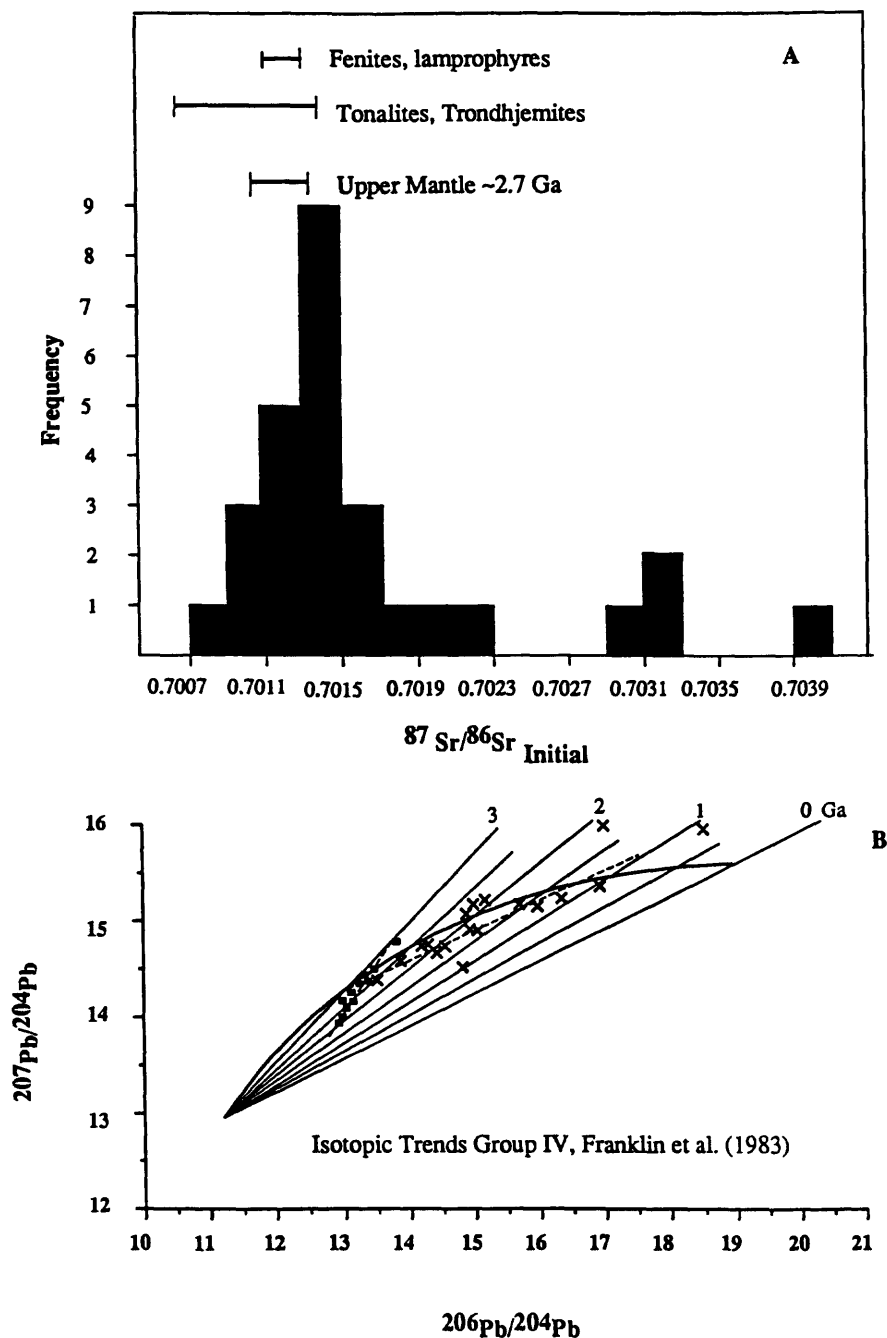 Fenites, lamprophyres
A
Tonalites, Trondhjemites
Upper Mantle ~2.7 Ga
9
8
7
6
5
4
3
2
1
Frequency
0.7007 0.7011 0.7015 0.7019 0.7023 0.7027 0.7031 0.7035 0.7039
87 Sr/86Sr Initial
3 2 1 0 Ga
B
16
15
14
13
12
207Pb/204Pb
Isotopic Trends Group IV, Franklin et al. (1983)
10 11 12 13 14 15 16 17 18 19 20 21
206Pb/204Pb